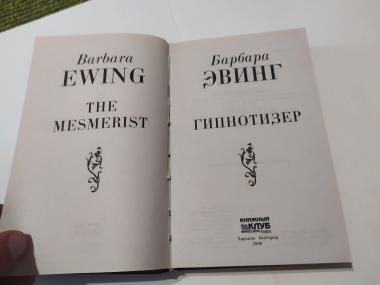 Barbara
EWING
THE
MESMERIST
Барбара
ЭВИНГ
ГИПНОТИЗЕР
КНИЖНЫЙ
КЛУБ
Харьков Белгород
2008